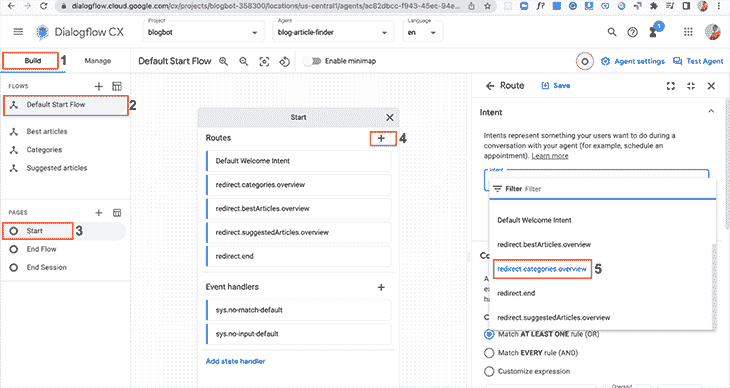 dialogflow.cloud.google.com/cx/projects/blogbot-358300/locations/us-central1/agents/ac82dbcc-f943-45ec-94e...
Dialogflow CX
Project
blogbot
Agent
blog-article-finder
Language
en
1
Build
1
Manage
Default Start Flow
Enable minimap
Agent settings
Test Agent
FLOWS
Default Start Flow
2
Best articles
Categories
Suggested articles
PAGES
Start
3
End Flow
End Session
Start
Routes
4
Default Welcome Intent
redirect.categories.overview
redirect.bestArticles.overview
redirect.suggestedArticles.overview
redirect.end
Event handlers
sys.no-match-default
sys.no-input-default
Add state handler
Route
Save
Intent
Intents represent something your users want to do during a
conversation with your agent (for example, schedule an
appointment). Learn more
Intent
Filter Filter
Default Welcome Intent
redirect.bestArticles.overview
redirect.categories.overview
5
redirect.end
redirect.suggestedArticles.overview
Match AT LEAST ONE rule (OR)
Match EVERY rule (AND)
Customize expression
Operand